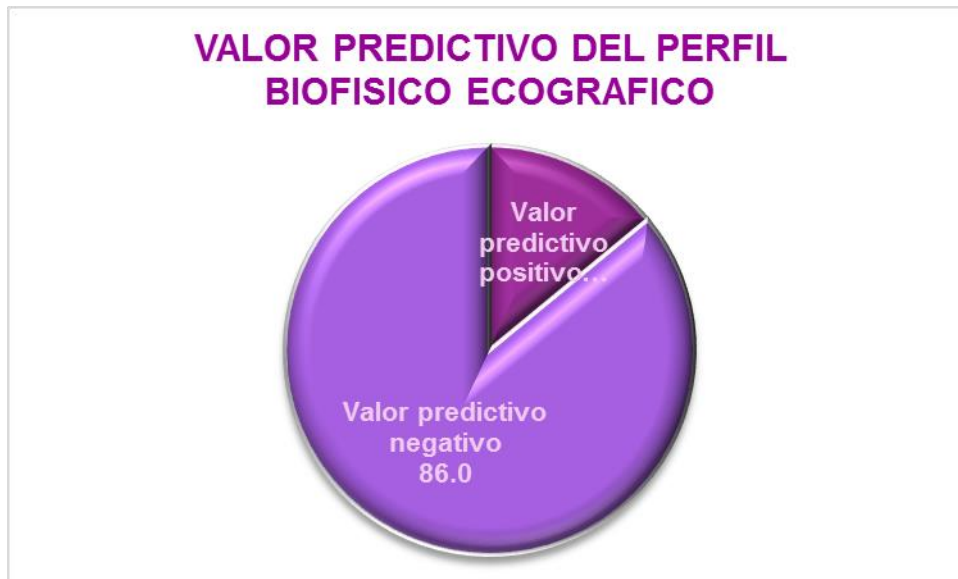 VALOR PREDICTIVO DEL PERFIL
BIOFISICO ECOGRAFICO
Valor
predictivo
positivo...
Valor predictivo
negativo
86.0